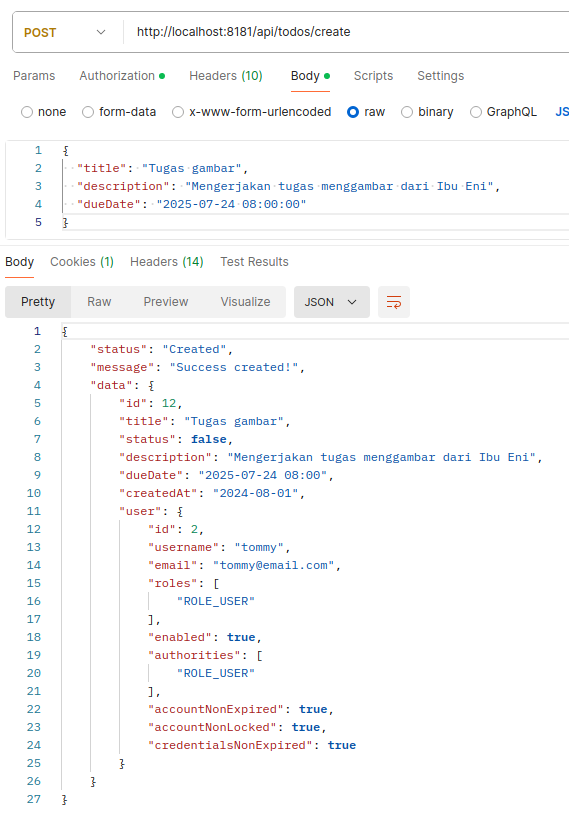 POST http://localhost:8181/api/todos/create
Params Authorization Headers (10) Body Scripts Settings
none form-data x-www-form-urlencoded raw binary GraphQL JS
1 {
2 "title": "Tugas gambar",
3 "description": "Mengerjakan tugas menggambar dari Ibu Eni",
4 "dueDate": "2025-07-24 08:00:00"
5 }
Body Cookies (1) Headers (14) Test Results
Pretty Raw Preview Visualize JSON
1 {
2 "status": "Created",
3 "message": "Success created!",
4 "data": {
5 "id": 12,
6 "title": "Tugas gambar",
7 "status": false,
8 "description": "Mengerjakan tugas menggambar dari Ibu Eni",
9 "dueDate": "2025-07-24 08:00",
10 "createdAt": "2024-08-01",
11 "user": {
12 "id": 2,
13 "username": "tommy",
14 "email": "tommy@email.com",
15 "roles": [
16 "ROLE_USER"
17 ],
18 "enabled": true,
19 "authorities": [
20 "ROLE_USER"
21 ],
22 "accountNonExpired": true,
23 "accountNonLocked": true,
24 "credentialsNonExpired": true
25 }
26 }
27 }